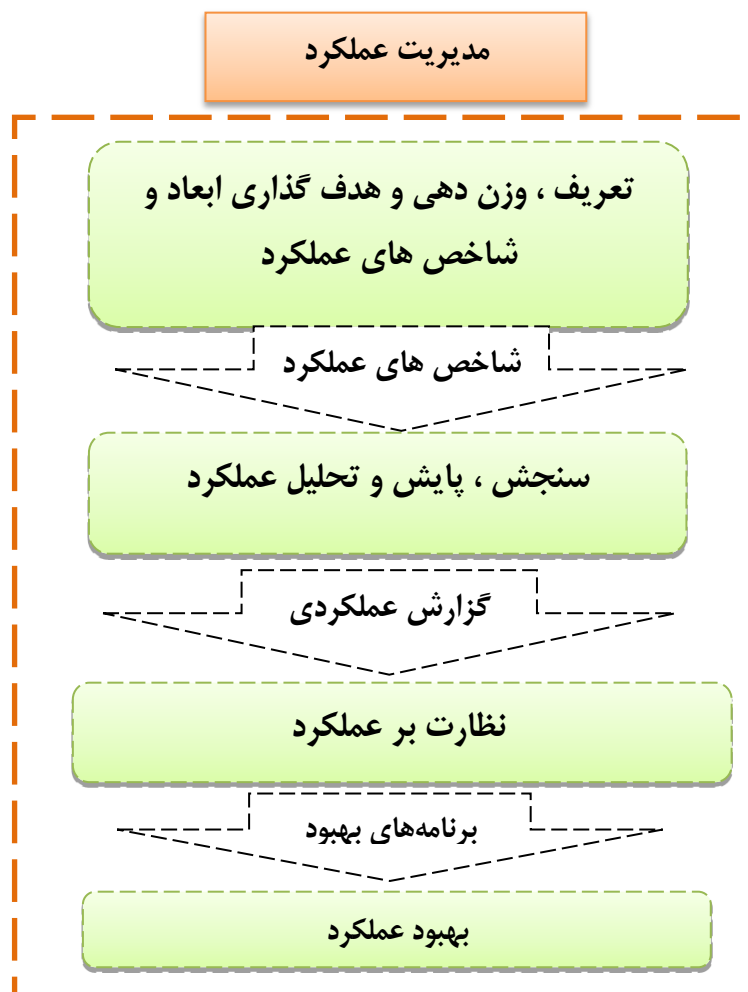 مدیریت عملکرد
تعریف ، وزن دهی و هدف گذاری ابعاد و
شاخص های عملکرد
شاخص های عملکرد
سنجش ، پایش و تحلیل عملکرد
گزارش عملکردی
نظارت بر عملکرد
برنامه‌های بهبود
بهبود عملکرد